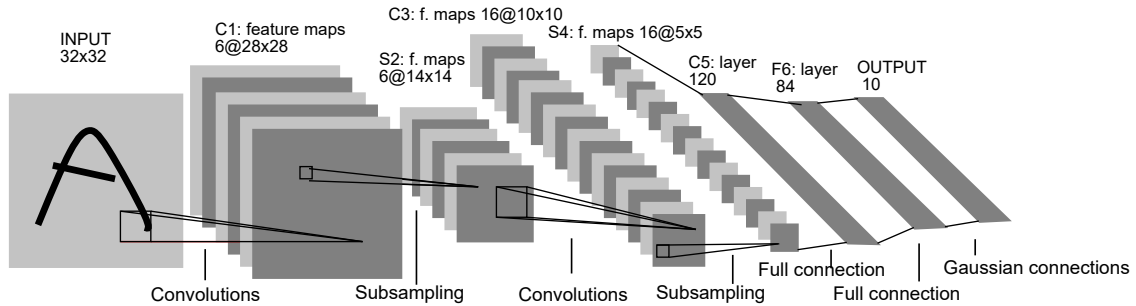 INPUT
32x32
C1: feature maps
6@28x28
S2: f. maps
6@14x14
C3: f. maps 16@10x10
S4: f. maps 16@5x5
C5: layer
120
F6: layer
84
OUTPUT
10
Convolutions
Subsampling
Convolutions
Subsampling
Full connection
Full connection
Gaussian connections